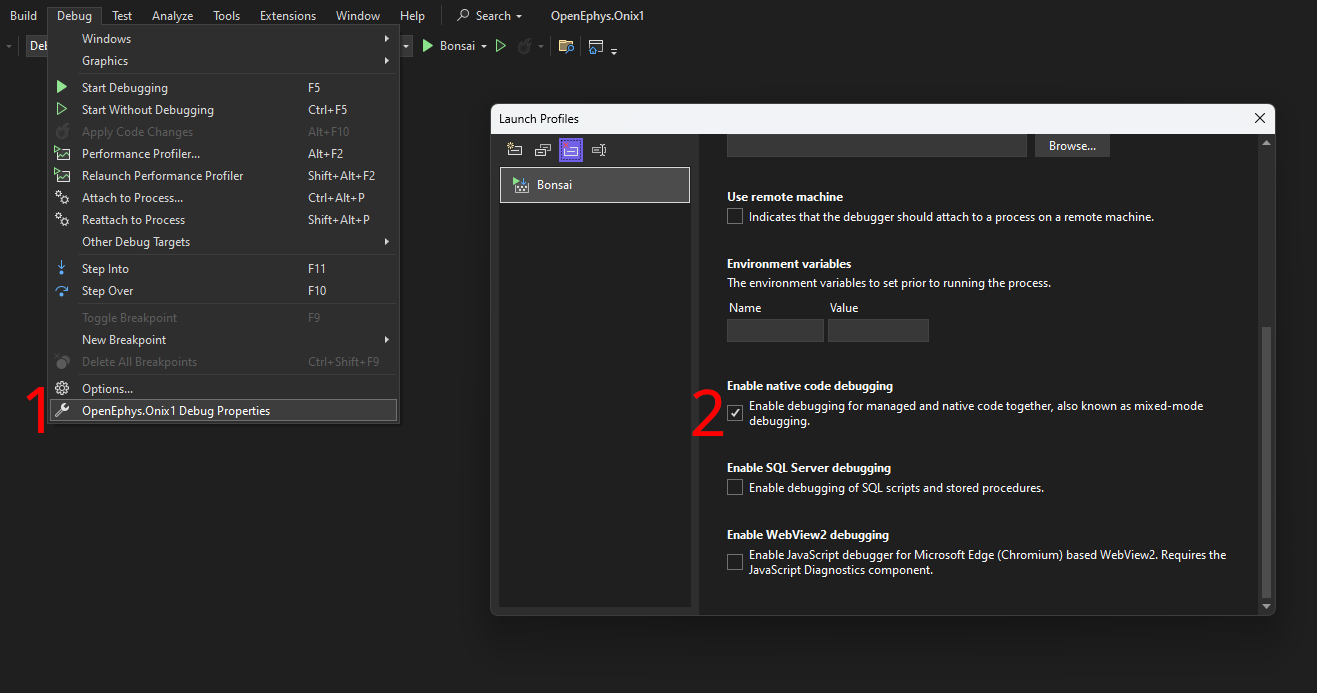 Build Debug Test Analyze Tools Extensions Window Help Search OpenEphys.Onix1
Deb
Bonsai
Windows
Graphics
Start Debugging F5
Start Without Debugging Ctrl+F5
Apply Code Changes Alt+F10
Performance Profiler... Alt+F2
Relaunch Performance Profiler Shift+Alt+F2
Attach to Process... Ctrl+Alt+P
Reattach to Process Shift+Alt+P
Other Debug Targets
Step Into F11
Step Over F10
Toggle Breakpoint F9
New Breakpoint
Delete All Breakpoints Ctrl+Shift+F9
Options...
1
OpenEphys.Onix1 Debug Properties
Launch Profiles
Bonsai
Browse...
Use remote machine
Indicates that the debugger should attach to a process on a remote machine.
Environment variables
The environment variables to set prior to running the process.
Name Value
Enable native code debugging
2
Enable debugging for managed and native code together, also known as mixed-mode
debugging.
Enable SQL Server debugging
Enable debugging of SQL scripts and stored procedures.
Enable WebView2 debugging
Enable JavaScript debugger for Microsoft Edge (Chromium) based WebView2. Requires the
JavaScript Diagnostics component.